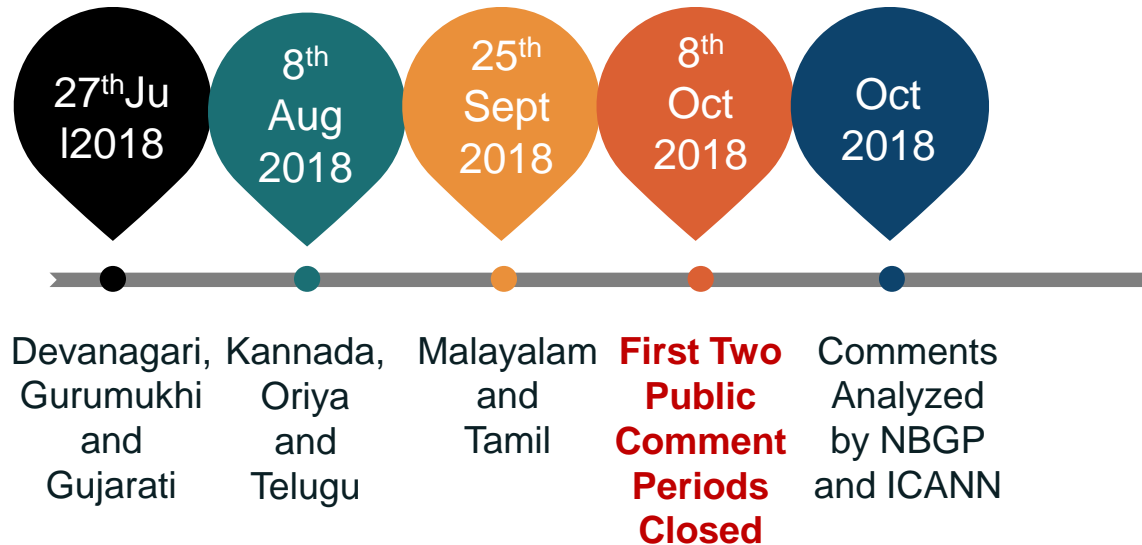 27thJu
l2018
8th
Aug
2018
25th
Sept
2018
8th
Oct
2018
Oct
2018
Devanagari,
Gurumukhi
and
Gujarati
Kannada,
Oriya
and
Telugu
Malayalam
and
Tamil
First Two
Public
Comment
Periods
Closed
Comments
Analyzed
by NBGP
and ICANN